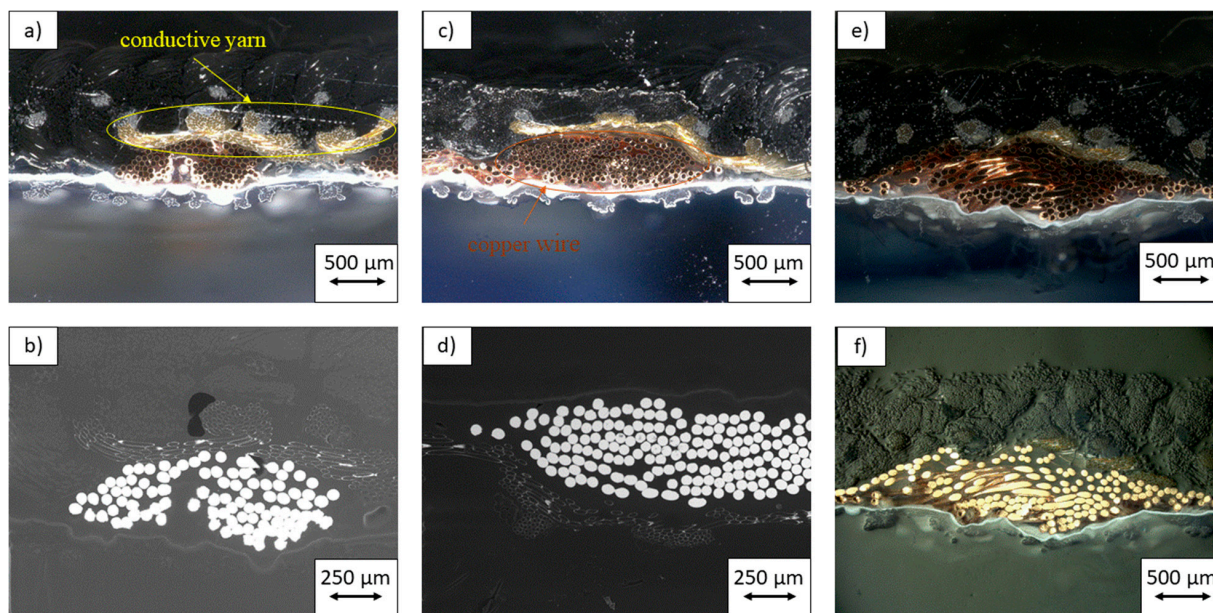 a)
conductive yarn
500 µm
c)
copper wire
500 µm
e)
500 µm
b)
250 µm
d)
250 µm
f)
500 µm